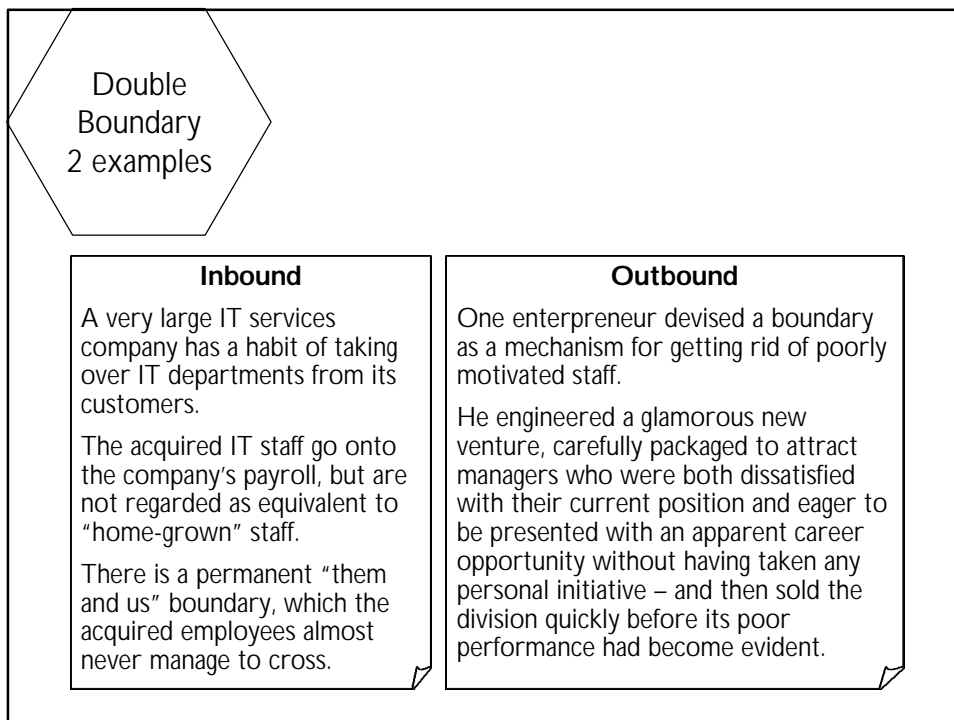 Double
Boundary
2 examples
Inbound
A very large IT services
company has a habit of taking
over IT departments from its
customers.
The acquired IT staff go onto
the company's payroll, but are
not regarded as equivalent to
“home-grown” staff.
There is a permanent “them
and us” boundary, which the
acquired employees almost
never manage to cross.
Outbound
One enterpreneur devised a boundary
as a mechanism for getting rid of poorly
motivated staff.
He engineered a glamorous new
venture, carefully packaged to attract
managers who were both dissatisfied
with their current position and eager to
be presented with an apparent career
opportunity without having taken any
personal initiative – and then sold the
division quickly before its poor
performance had become evident.